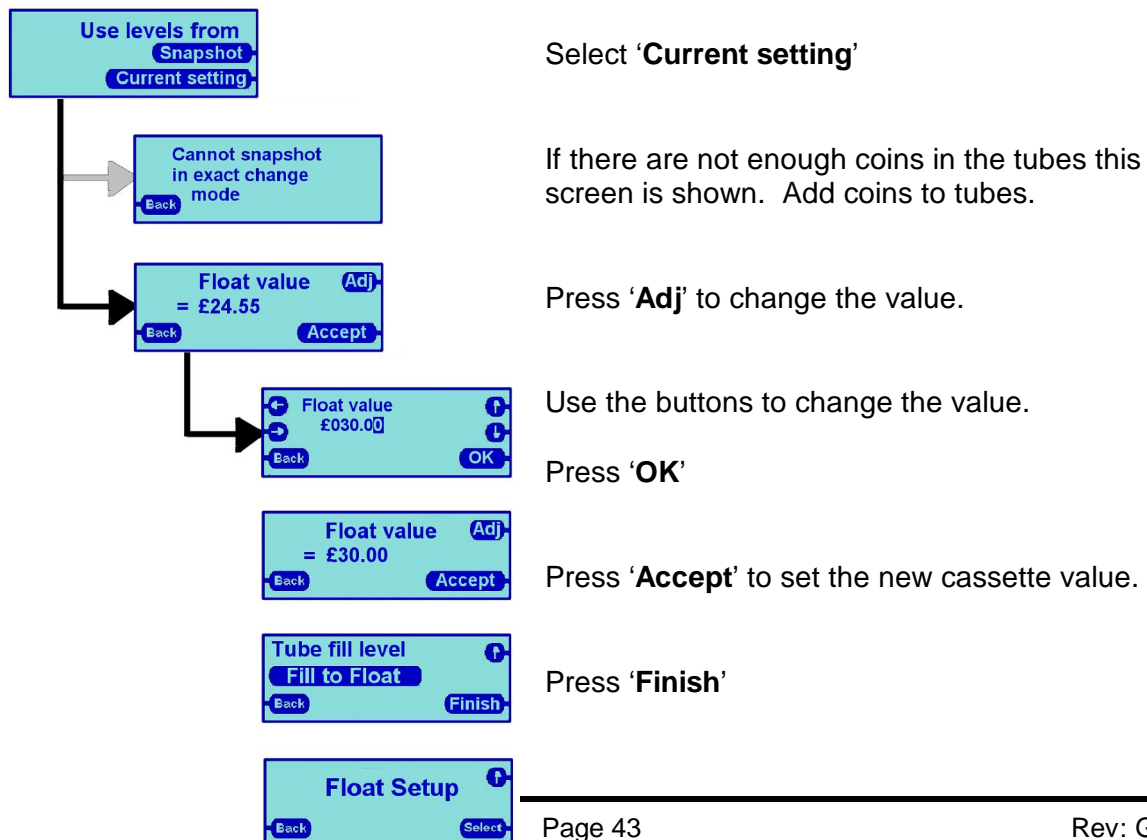 Use levels from
Snapshot
Current setting
Select ‘Current setting’
Cannot snapshot
in exact change
mode
Back
If there are not enough coins in the tubes this
screen is shown. Add coins to tubes.
Float value Adj
= £24.55
Back Accept
Press ‘Adj’ to change the value.
Float value
£030.00
Back OK
Use the buttons to change the value.
Press ‘OK’
Float value Adj
= £30.00
Back Accept
Press ‘Accept’ to set the new cassette value.
Tube fill level
Fill to Float
Back Finish
Press ‘Finish’
Float Setup
Back Select
Page 43 Rev: G